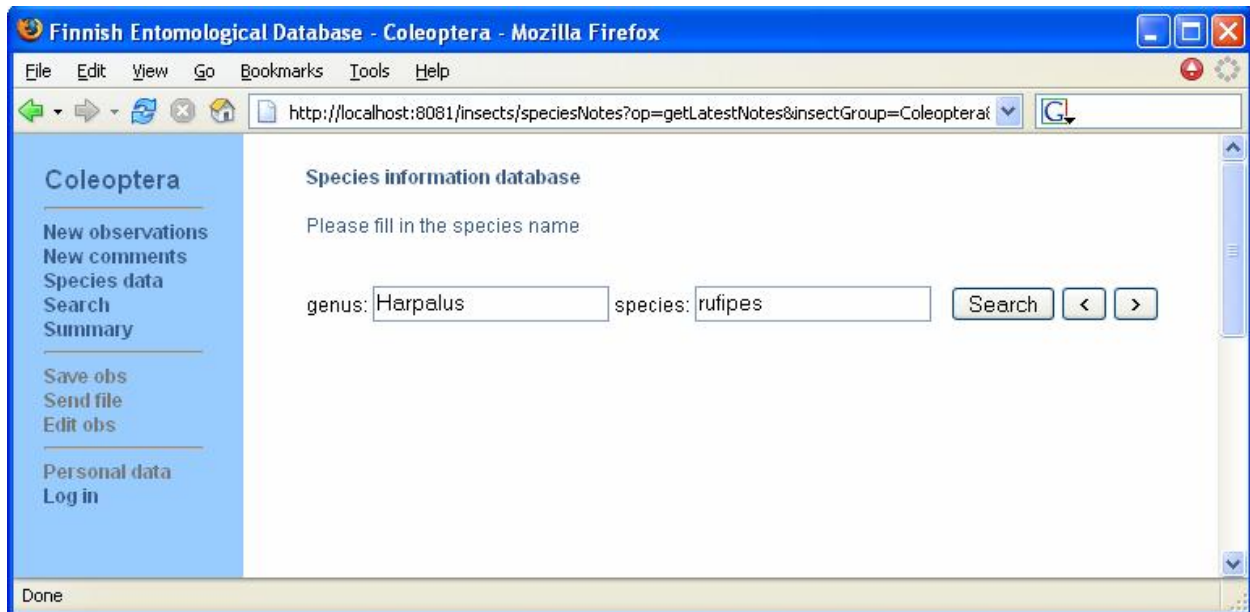 Finnish Entomological Database - Coleoptera - Mozilla Firefox
File Edit View Go Bookmarks Tools Help
http://localhost:8081/insects/speciesNotes?op=getLatestNotes&insectGroup=Coleoptera&
G
Coleoptera
New observations
New comments
Species data
Search
Summary
Save obs
Send file
Edit obs
Personal data
Log in
Species information database
Please fill in the species name
genus: Harpalus species: rufipes Search < >
Done